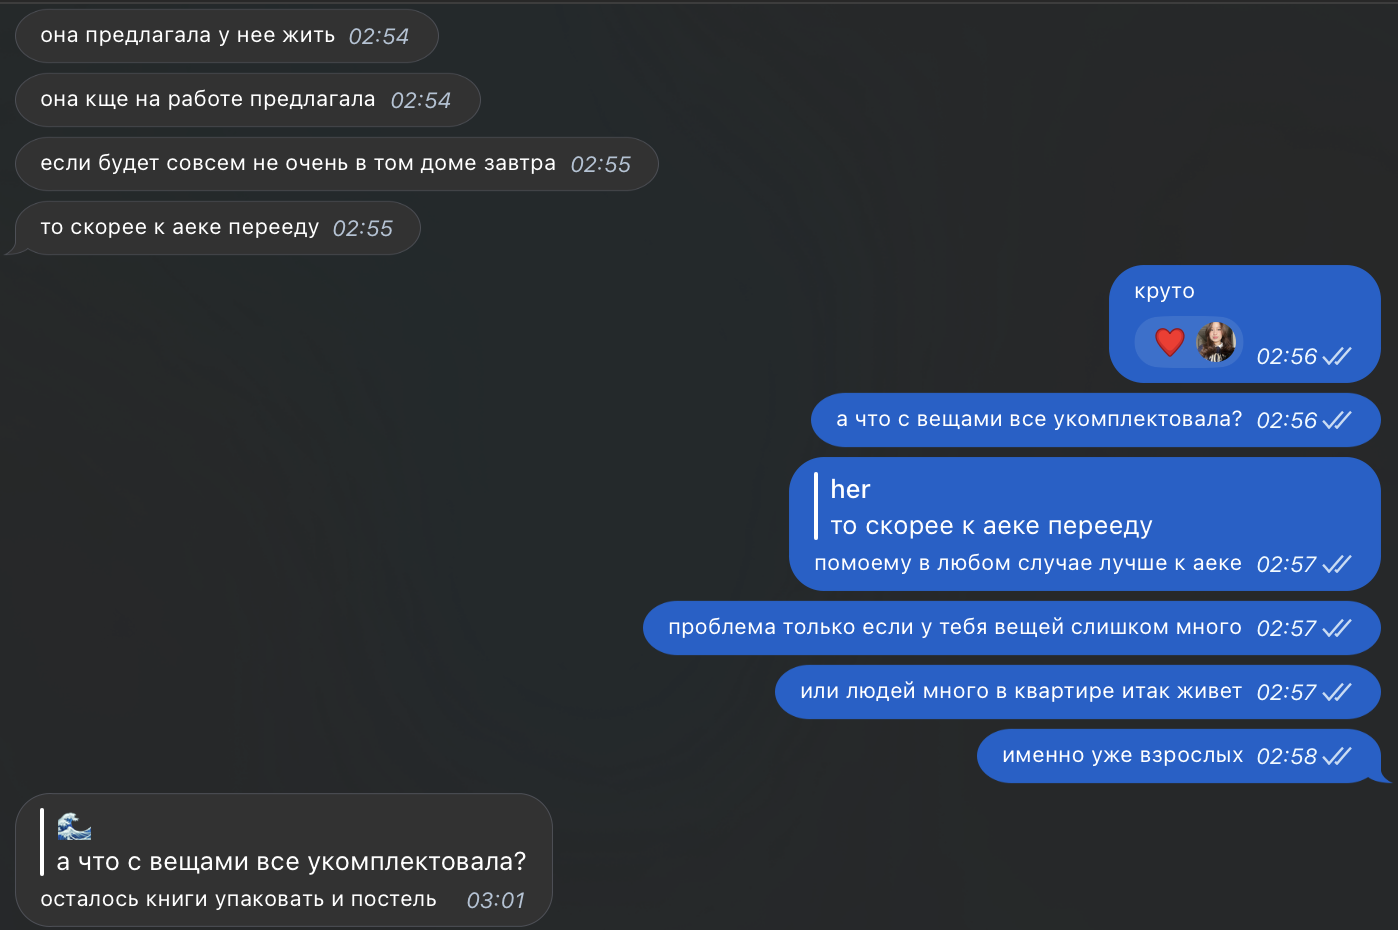 она предлагала у нее жить 02:54
она кще на работе предлагала 02:54
если будет совсем не очень в том доме завтра 02:55
то скорее к аеке перееду 02:55
круто
02:56
а что с вещами все укомплектовала? 02:56
her
то скорее к аеке перееду
помоему в любом случае лучше к аеке 02:57
проблема только если у тебя вещей слишком много 02:57
или людей много в квартире итак живет 02:57
именно уже взрослых 02:58
🌊
а что с вещами все укомплектовала?
осталось книги упаковать и постель 03:01